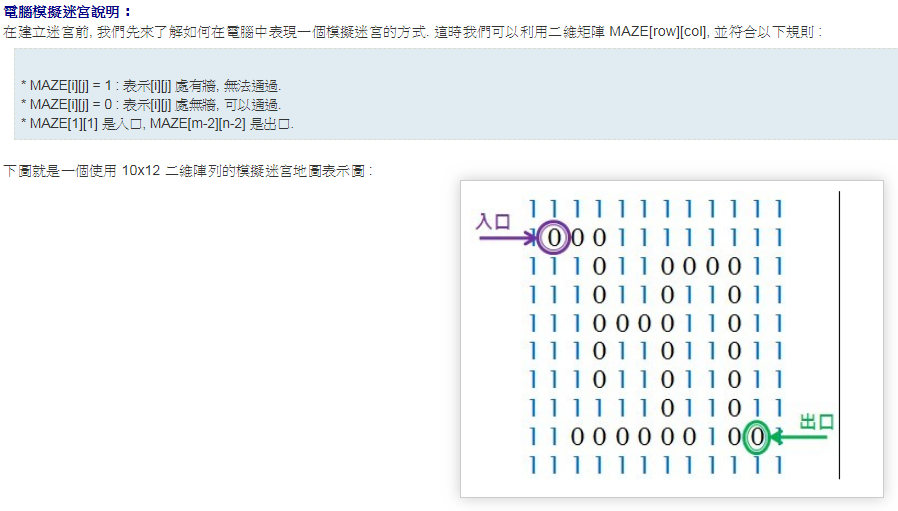 電腦模擬迷宮說明：
在建立迷宮前, 我們先來了解如何在電腦中表現一個模擬迷宮的方式. 這時我們可以利用二維矩陣 MAZE[row][col], 並符合以下規則 :
* MAZE[i][j] = 1 : 表示[i][j] 處有牆, 無法通過.
* MAZE[i][j] = 0 : 表示[i][j] 處無牆, 可以通過.
* MAZE[1][1] 是入口, MAZE[m-2][n-2] 是出口.
下圖就是一個使用 10x12 二維陣列的模擬迷宮地圖表示圖 :
1 1 1 1 1 1 1 1 1 1 1 1
入口
1 0 0 0 1 1 1 1 1 1 1 1
1 1 1 0 1 1 0 0 0 0 1 1
1 1 1 0 1 1 0 1 1 0 1 1
1 1 1 0 0 0 0 1 1 0 1 1
1 1 1 0 1 1 0 1 1 0 1 1
1 1 1 0 1 1 0 1 1 0 1 1
1 1 1 1 1 1 0 1 1 0 1 1
出口
1 1 0 0 0 0 0 0 1 0 0 1
1 1 1 1 1 1 1 1 1 1 1 1